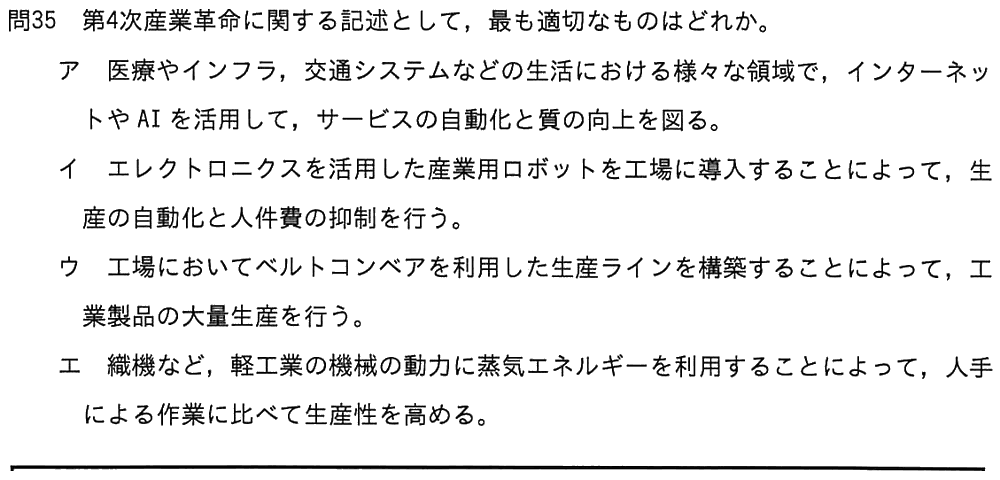 問35 第4次産業革命に関する記述として，最も適切なものはどれか。
ア 医療やインフラ，交通システムなどの生活における様々な領域で，インターネッ
トや AI を活用して，サービスの自動化と質の向上を図る。
イ エレクトロニクスを活用した産業用ロボットを工場に導入することによって，生
産の自動化と人件費の抑制を行う。
ウ 工場においてベルトコンベアを利用した生産ラインを構築することによって，工
業製品の大量生産を行う。
エ 織機など，軽工業の機械の動力に蒸気エネルギーを利用することによって，人手
による作業に比べて生産性を高める。